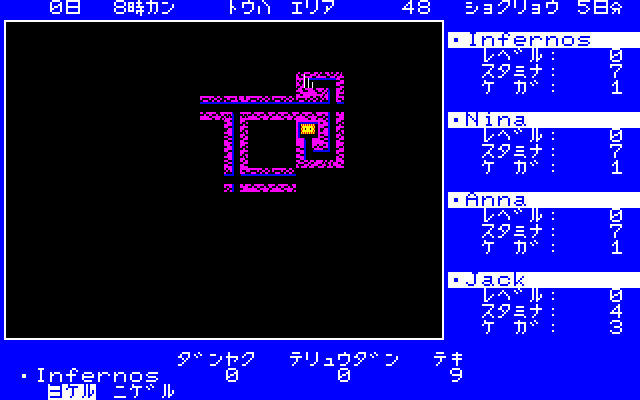 0日 8時カン トウハ エリア 48 ショクリョウ 5日分
・Infernos
レベル: 0
スタミナ: 7
ケガ: 1
・Nina
レベル: 0
スタミナ: 7
ケガ: 1
・Anna
レベル: 0
スタミナ: 7
ケガ: 1
・Jack
レベル: 0
スタミナ: 4
ケガ: 3
ダンヤク テリュウダン テキ
・Infernos 0 0 9
ヨケル ニゲル